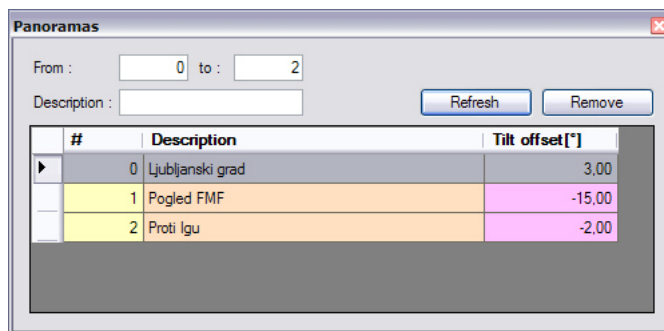 Panoramas
From : 0 to : 2
Description :
Refresh Remove
# Description Tilt offset[°]
0 Ljubljanski grad 3,00
1 Pogled FMF -15,00
2 Proti Igu -2,00